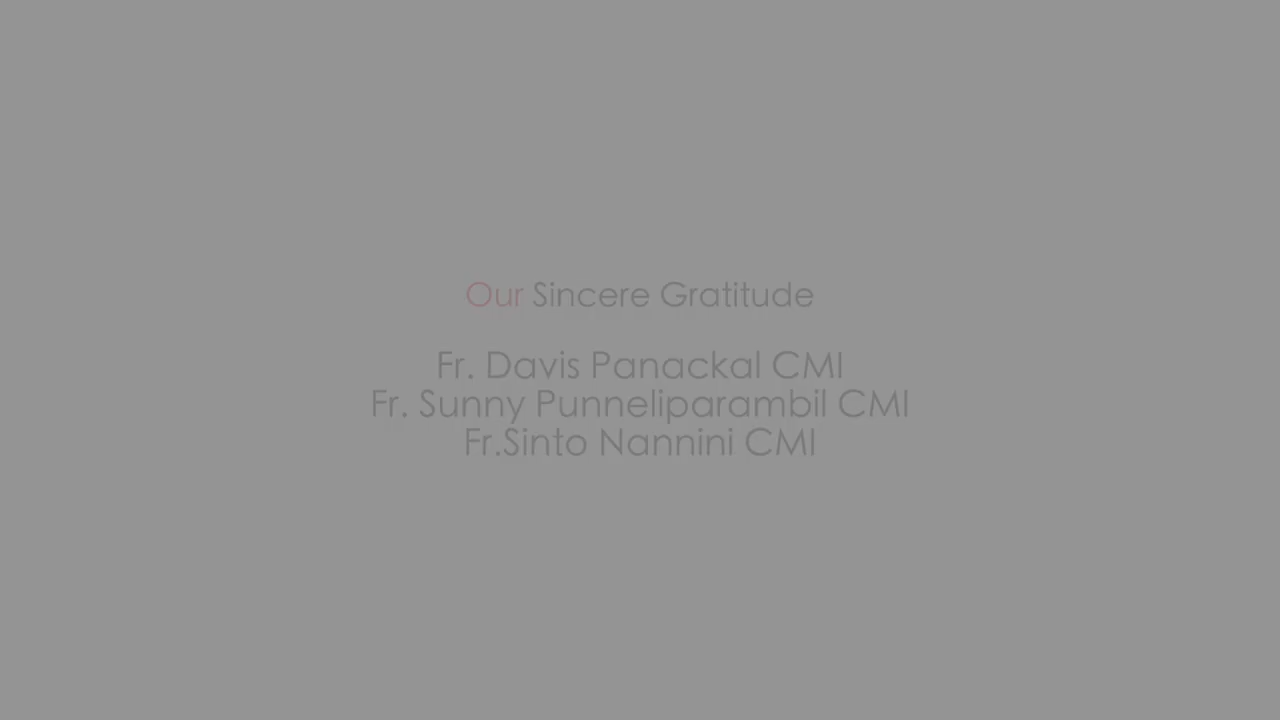 Our Sincere Gratitude
Fr. Davis Panackal CMI
Fr. Sunny Punneliparambil CMI
Fr.Sinto Nannini CMI